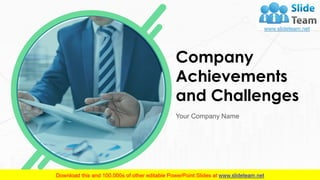 Slide
Team
www.slideteam.net
Company
Achievements
and Challenges
Your Company Name
Download this and 100,000s of other editable PowerPoint Slides at www.slideteam.net